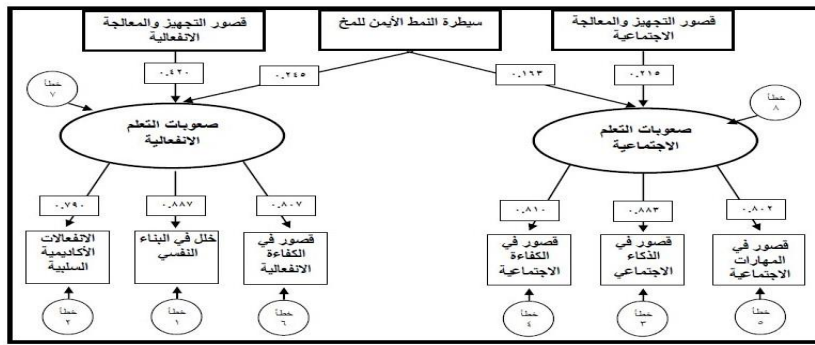 قصور التجهيز والمعالجة
الاجتماعية
سيطرة النمط الأيمن للمخ
قصور التجهيز والمعالجة
الانفعالية
٠.٢١٥
٠.١٦٣
٠.٢٤٥
٠.٤٢٠
خطأ
٨
خطأ
٧
صعوبات التعلم
الاجتماعية
صعوبات التعلم
الانفعالية
٠.٨٠٢
٠.٨٨٣
٠.٨١٠
٠.٨٠٧
٠.٨٨٧
٠.٧٩٠
قصور في
المهارات
الاجتماعية
قصور في
الذكاء
الاجتماعي
قصور في
الكفاءة
الاجتماعية
قصور في
الكفاءة
الانفعالية
خلل في البناء
النفسي
الانفعالات
الأكاديمية
السلبية
خطأ
٥
خطأ
٣
خطأ
٤
خطأ
٦
خطأ
١
خطأ
٢